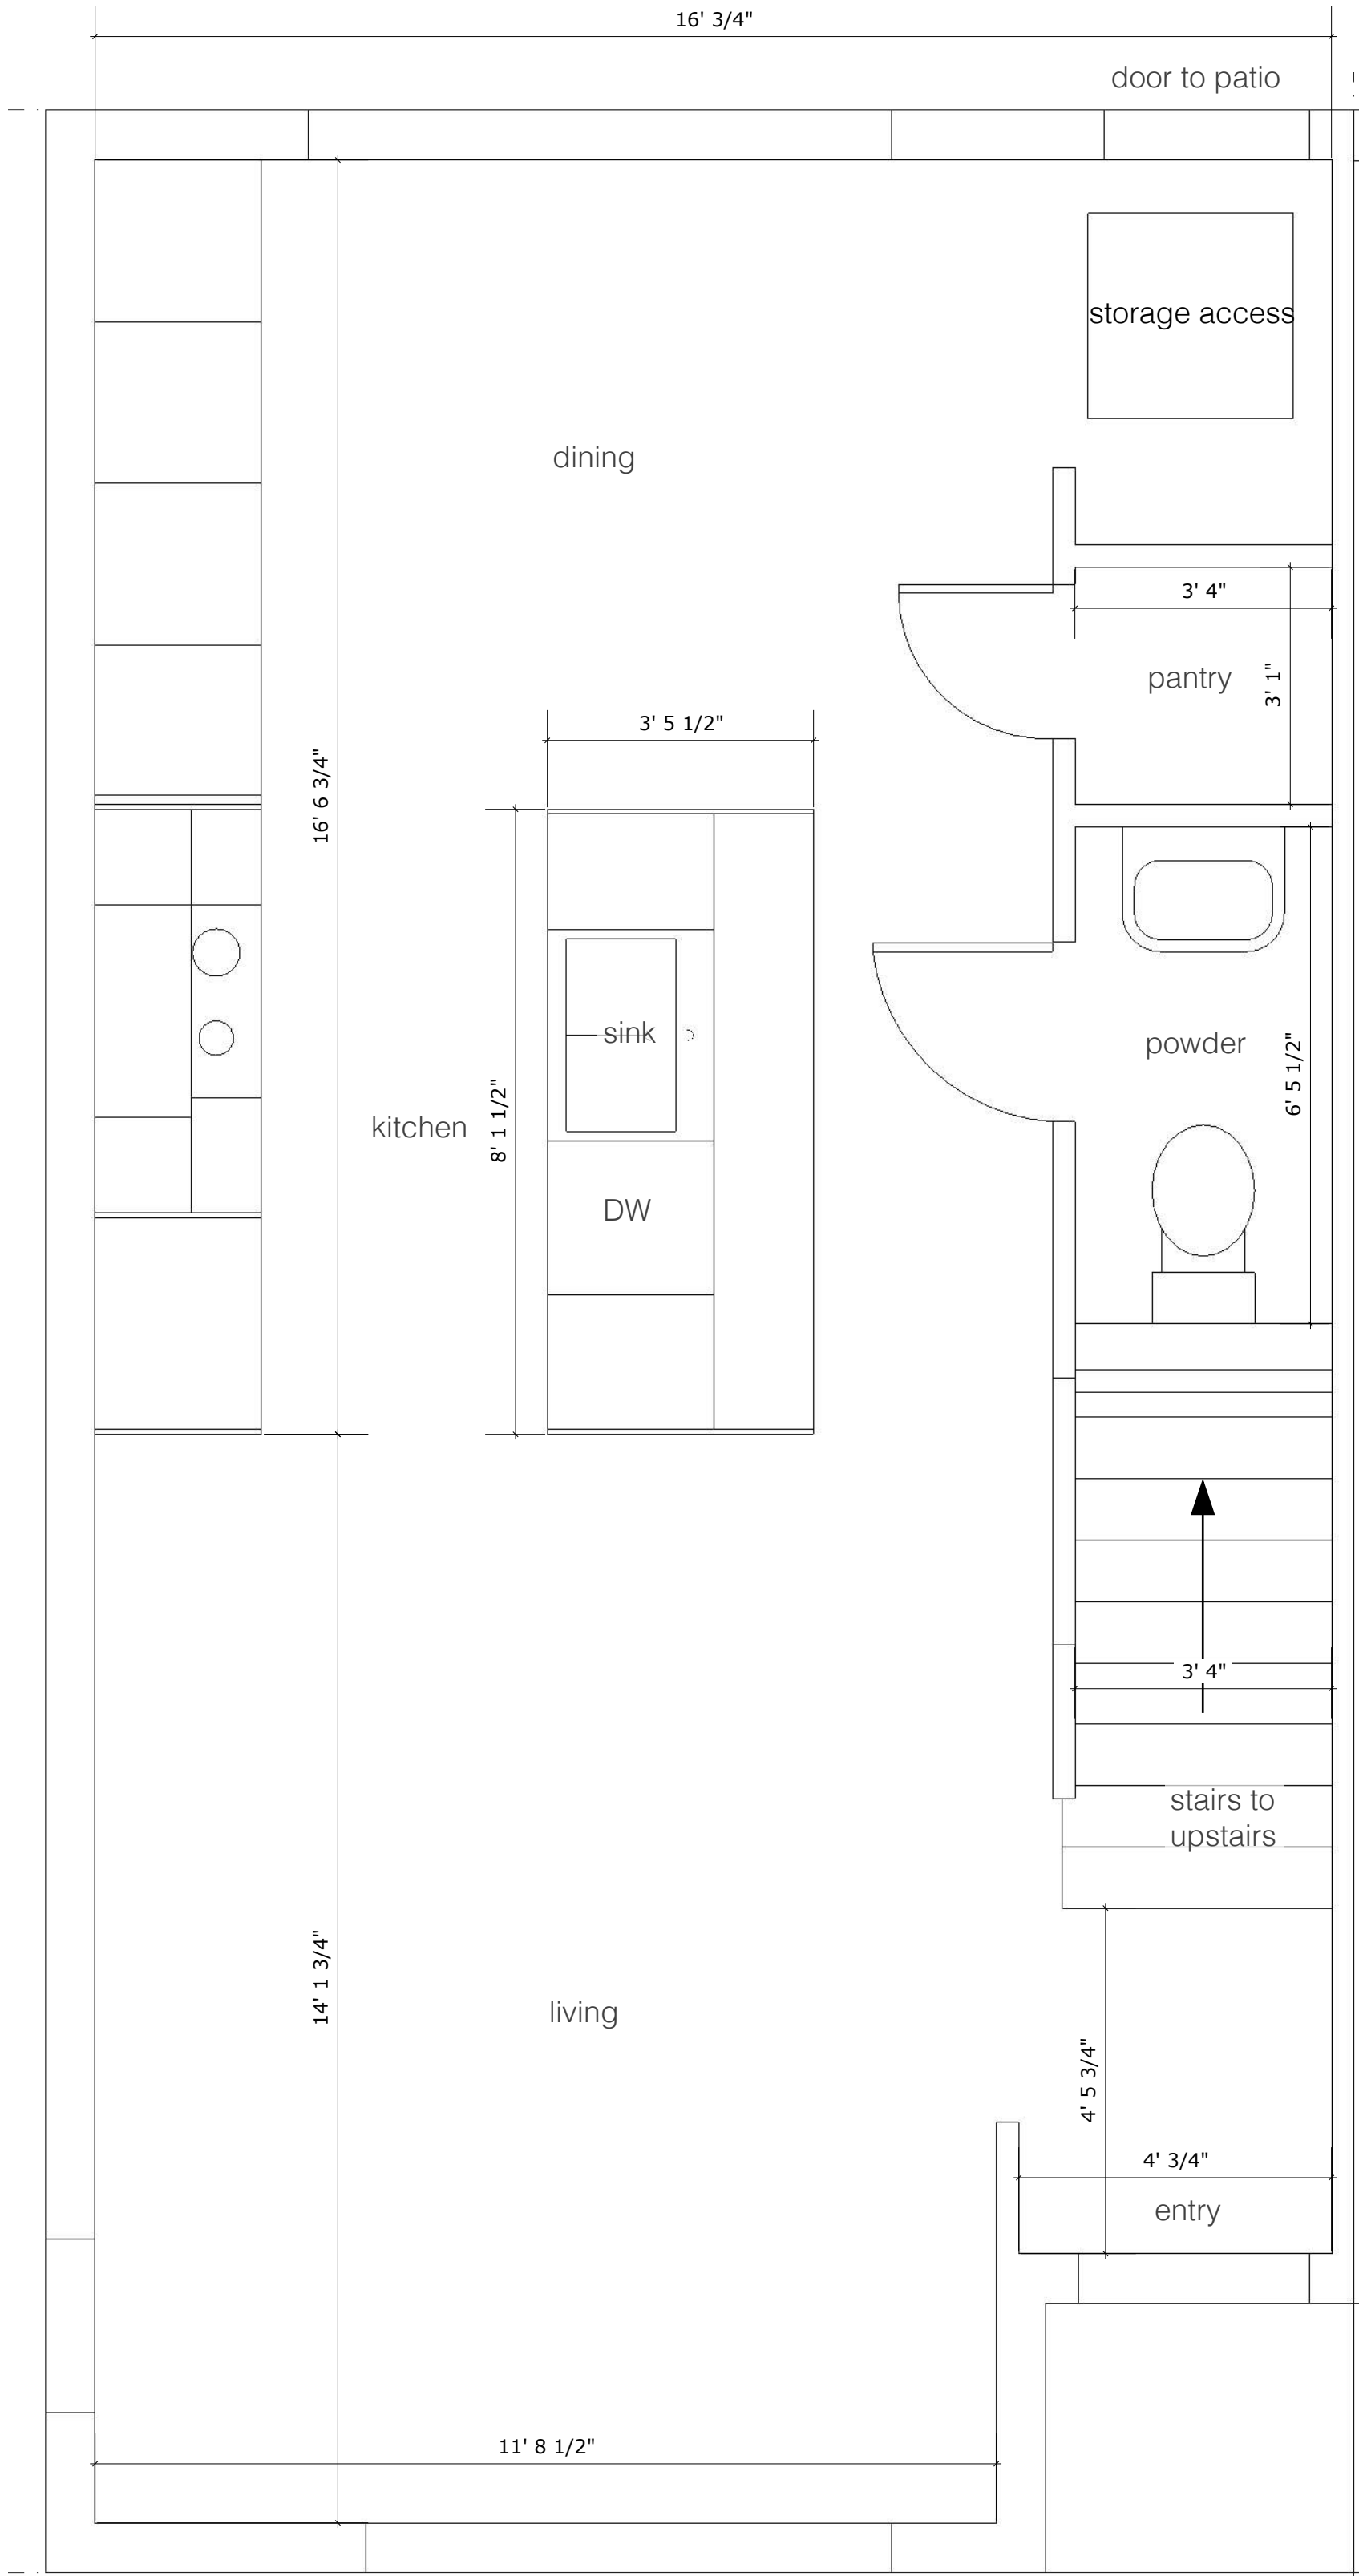 16' 3/4"
door to patio
storage access
dining
3' 4"
pantry
3' 1"
3' 5 1/2"
16' 6 3/4"
sink
powder
6' 5 1/2"
8' 1 1/2"
kitchen
DW
3' 4"
stairs to
upstairs
14' 1 3/4"
living
4' 5 3/4"
4' 3/4"
entry
11' 8 1/2"